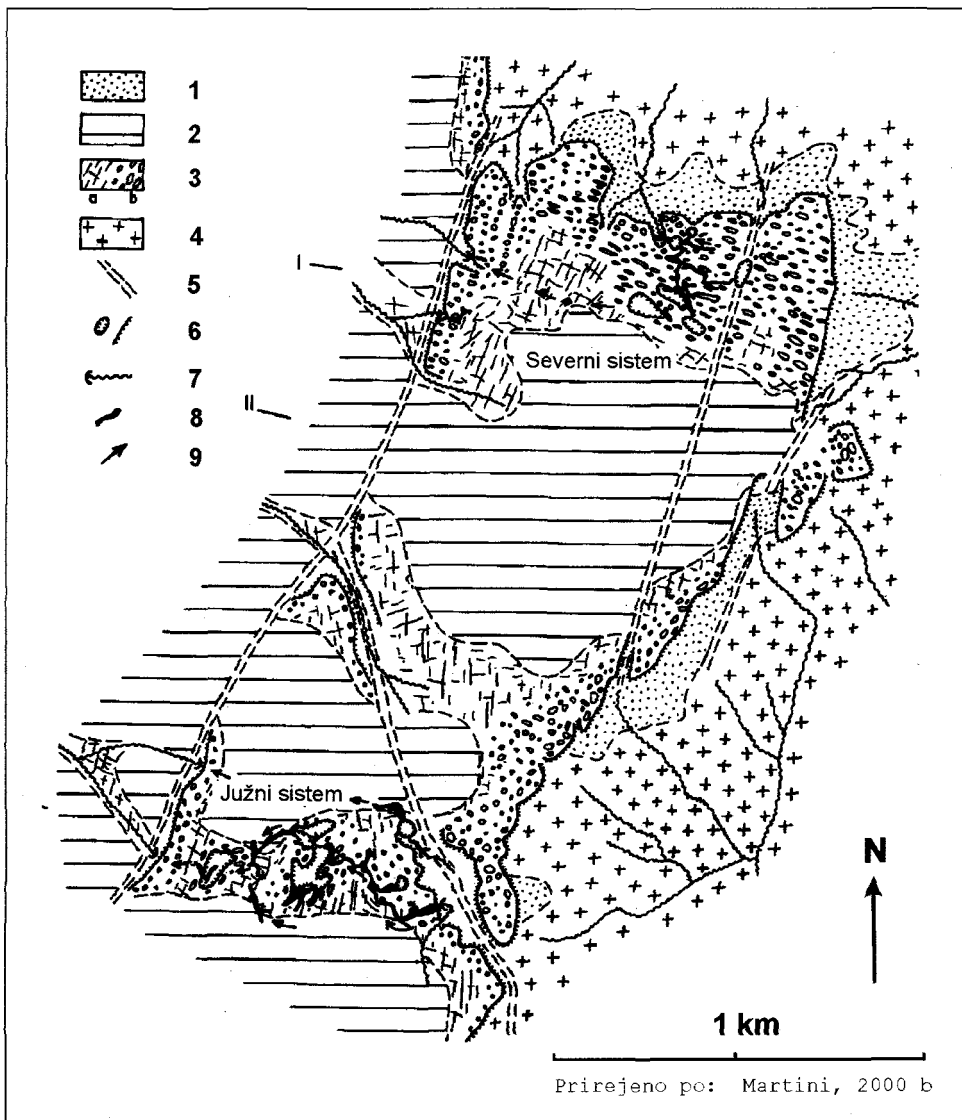 1
2
3
a b
4
5
6
7
8
9
I
II
Severni sistem
Južni sistem
N
1 km
Prirejeno po: Martini, 2000 b